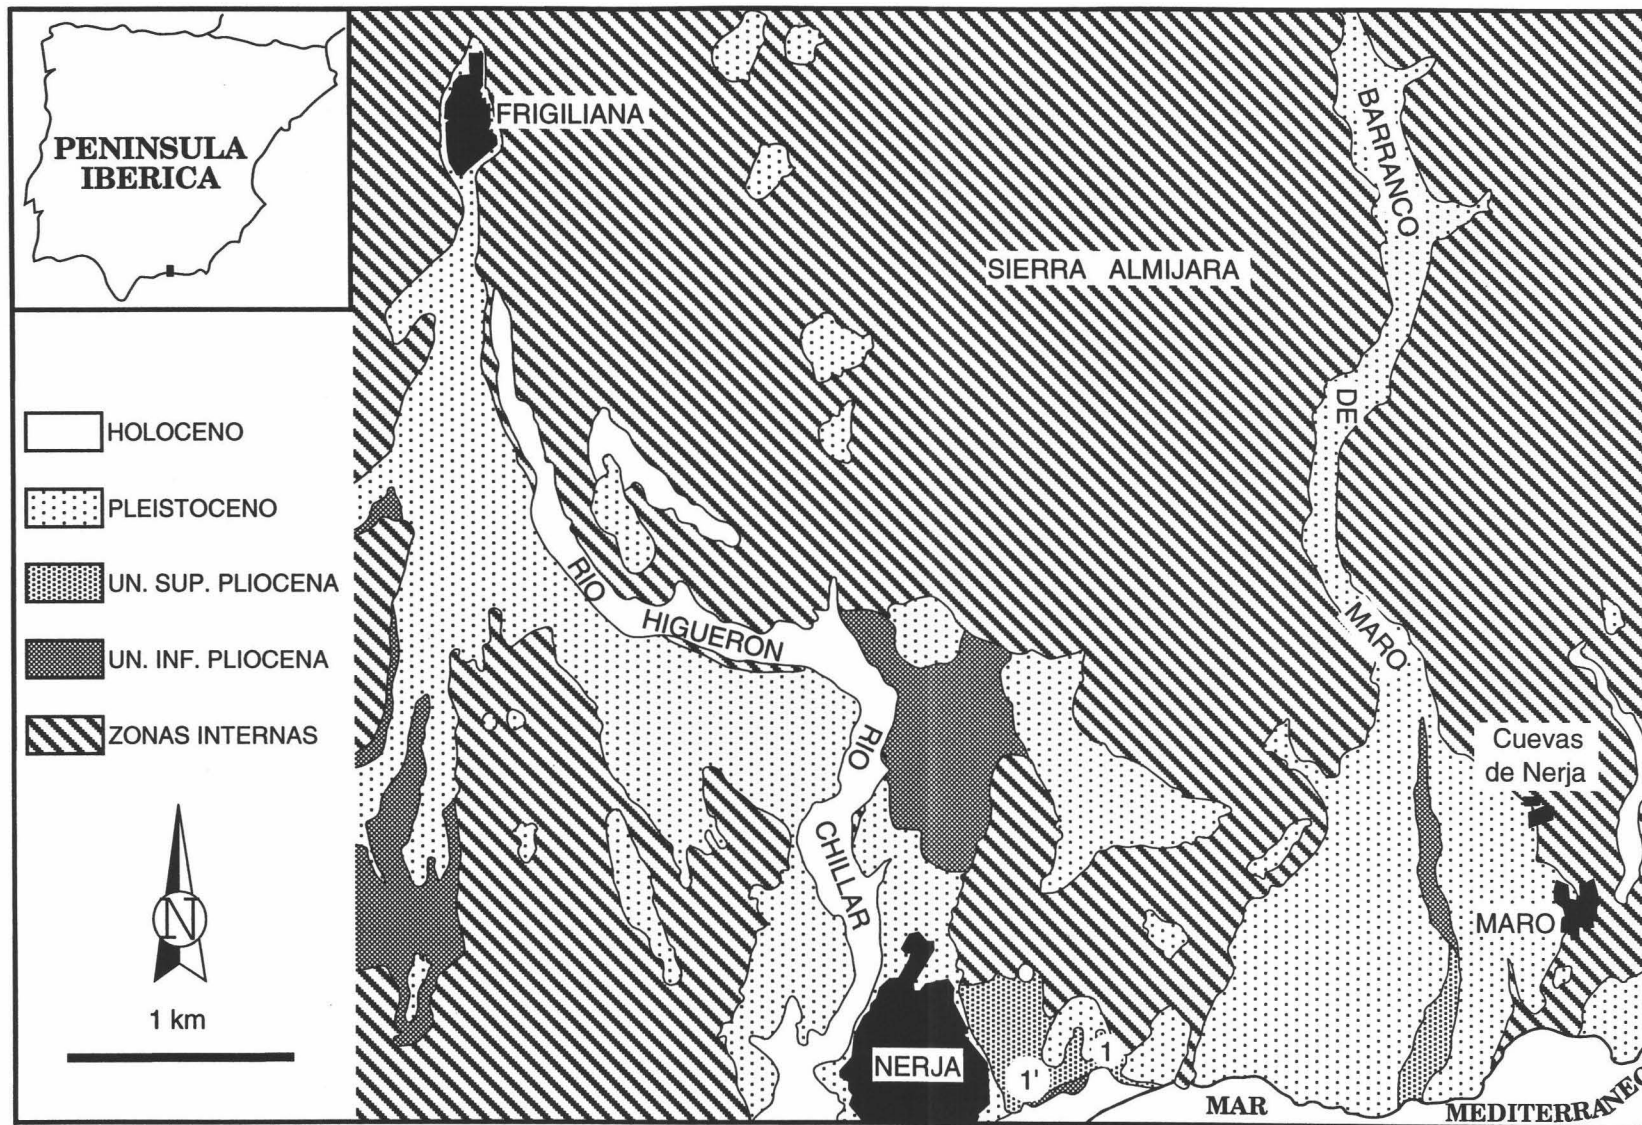 PENINSULA
IBERICA
HOLOCENO
PLEISTOCENO
UN. SUP. PLIOCENA
UN. INF. PLIOCENA
ZONAS INTERNAS
N
1 km
FRIGILIANA
SIERRA ALMIJARA
BARRANCO
DE
MARO
RIO
HIGUERON
RIO
CHILLAR
Cuevas
de Nerja
MARO
NERJA
1'
1
MAR
MEDITERRANEO